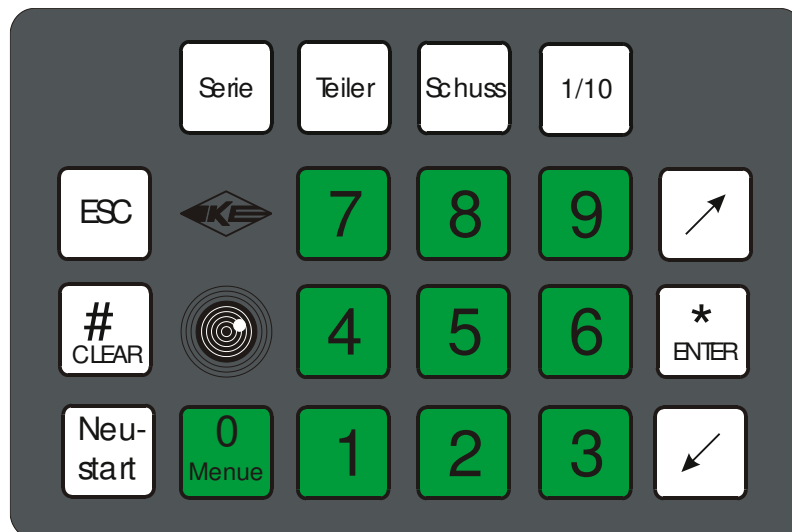 Serie Teiler Schuss 1/10
ESC 7 8 9
#
CLEAR
4 5 6
*
ENTER
Neu-
start
0
Menue
1 2 3